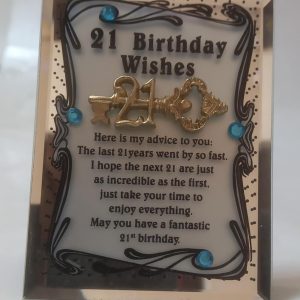 21 Birthday
Wishes
21
Here is my advice to you:
The last 21years went by so fast.
I hope the next 21 are just
as incredible as the first,
just take your time to
enjoy everything.
May you have a fantastic
21st birthday.